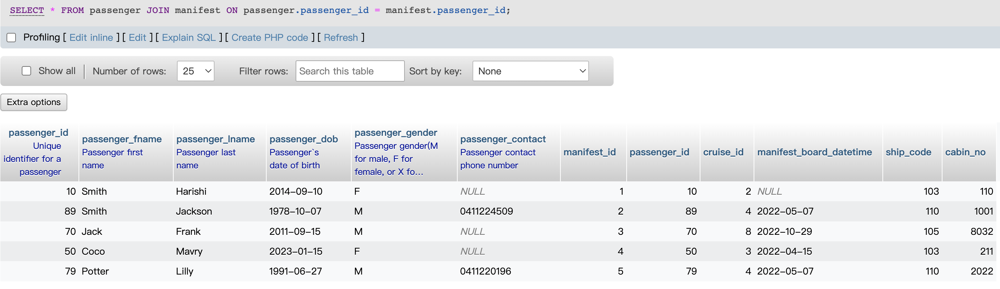 SELECT * FROM passenger JOIN manifest ON passenger.passenger_id = manifest.passenger_id;
Profiling [ Edit inline ] [ Edit ] [ Explain SQL ] [ Create PHP code ] [ Refresh ]
Show all Number of rows: 25 Filter rows: Search this table Sort by key: None
Extra options
passenger_id Unique identifier for a passenger
passenger_fname Passenger first name
passenger_lname Passenger last name
passenger_dob Passenger`s date of birth
passenger_gender Passenger gender(M for male, F for female, or X fo...
passenger_contact Passenger contact phone number
manifest_id
passenger_id
cruise_id
manifest_board_datetime
ship_code
cabin_no
10 Smith Harishi 2014-09-10 F NULL 1 10 2 NULL 103 110
89 Smith Jackson 1978-10-07 M 0411224509 2 89 4 2022-05-07 110 1001
70 Jack Frank 2011-09-15 M NULL 3 70 8 2022-10-29 105 8032
50 Coco Mavry 2023-01-15 F NULL 4 50 3 2022-04-15 103 211
79 Potter Lilly 1991-06-27 M 0411220196 5 79 4 2022-05-07 110 2022